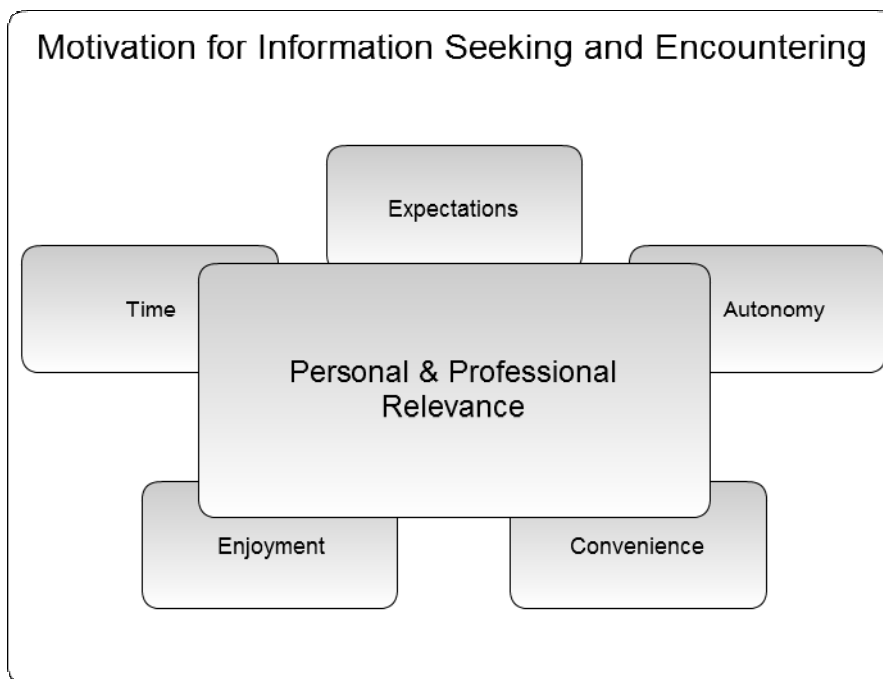 Motivation for Information Seeking and Encountering
Expectations
Time
Autonomy
Personal & Professional
Relevance
Enjoyment
Convenience